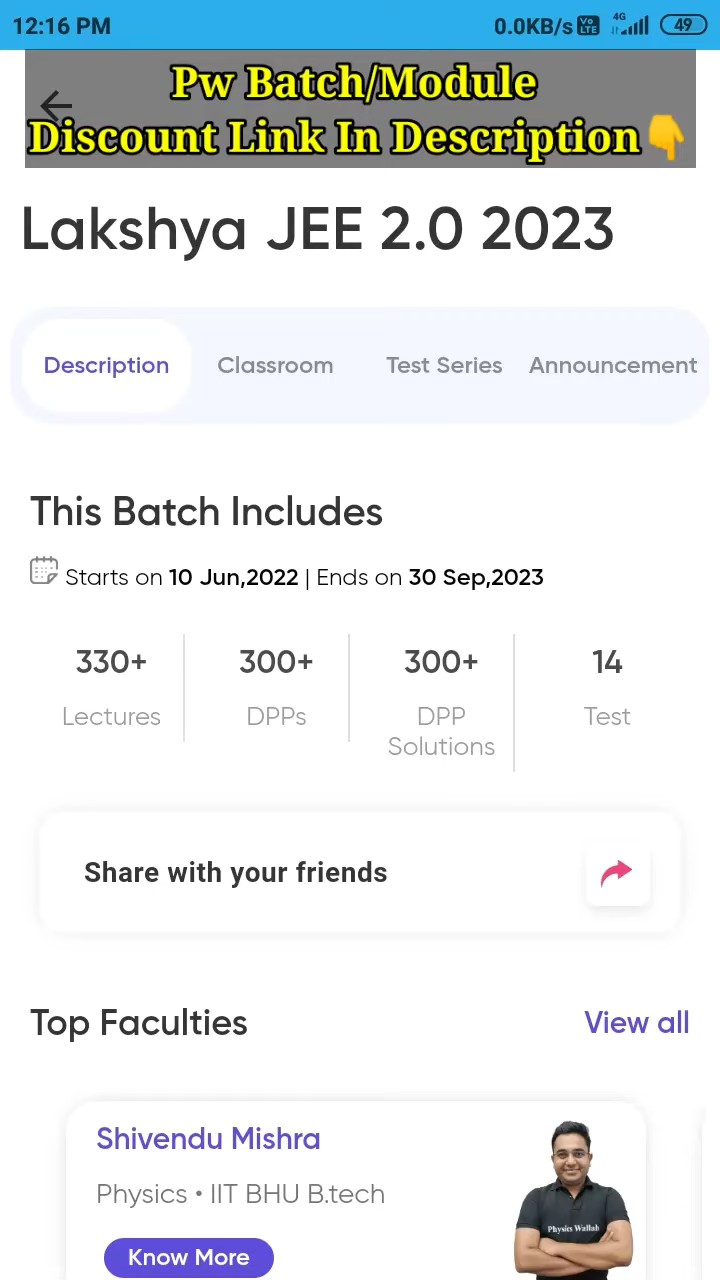 12:16 PM
0.0KB/s Vo LTE 4G 49
Pw Batch/Module
Discount Link In Description👇
Lakshya JEE 2.0 2023
Description Classroom Test Series Announcement
This Batch Includes
Starts on 10 Jun,2022 | Ends on 30 Sep,2023
330+ 300+ 300+ 14
Lectures DPPs DPP Test
Solutions
Share with your friends
Top Faculties View all
Shivendu Mishra
Physics • IIT BHU B.tech
Physics Wallah
Know More